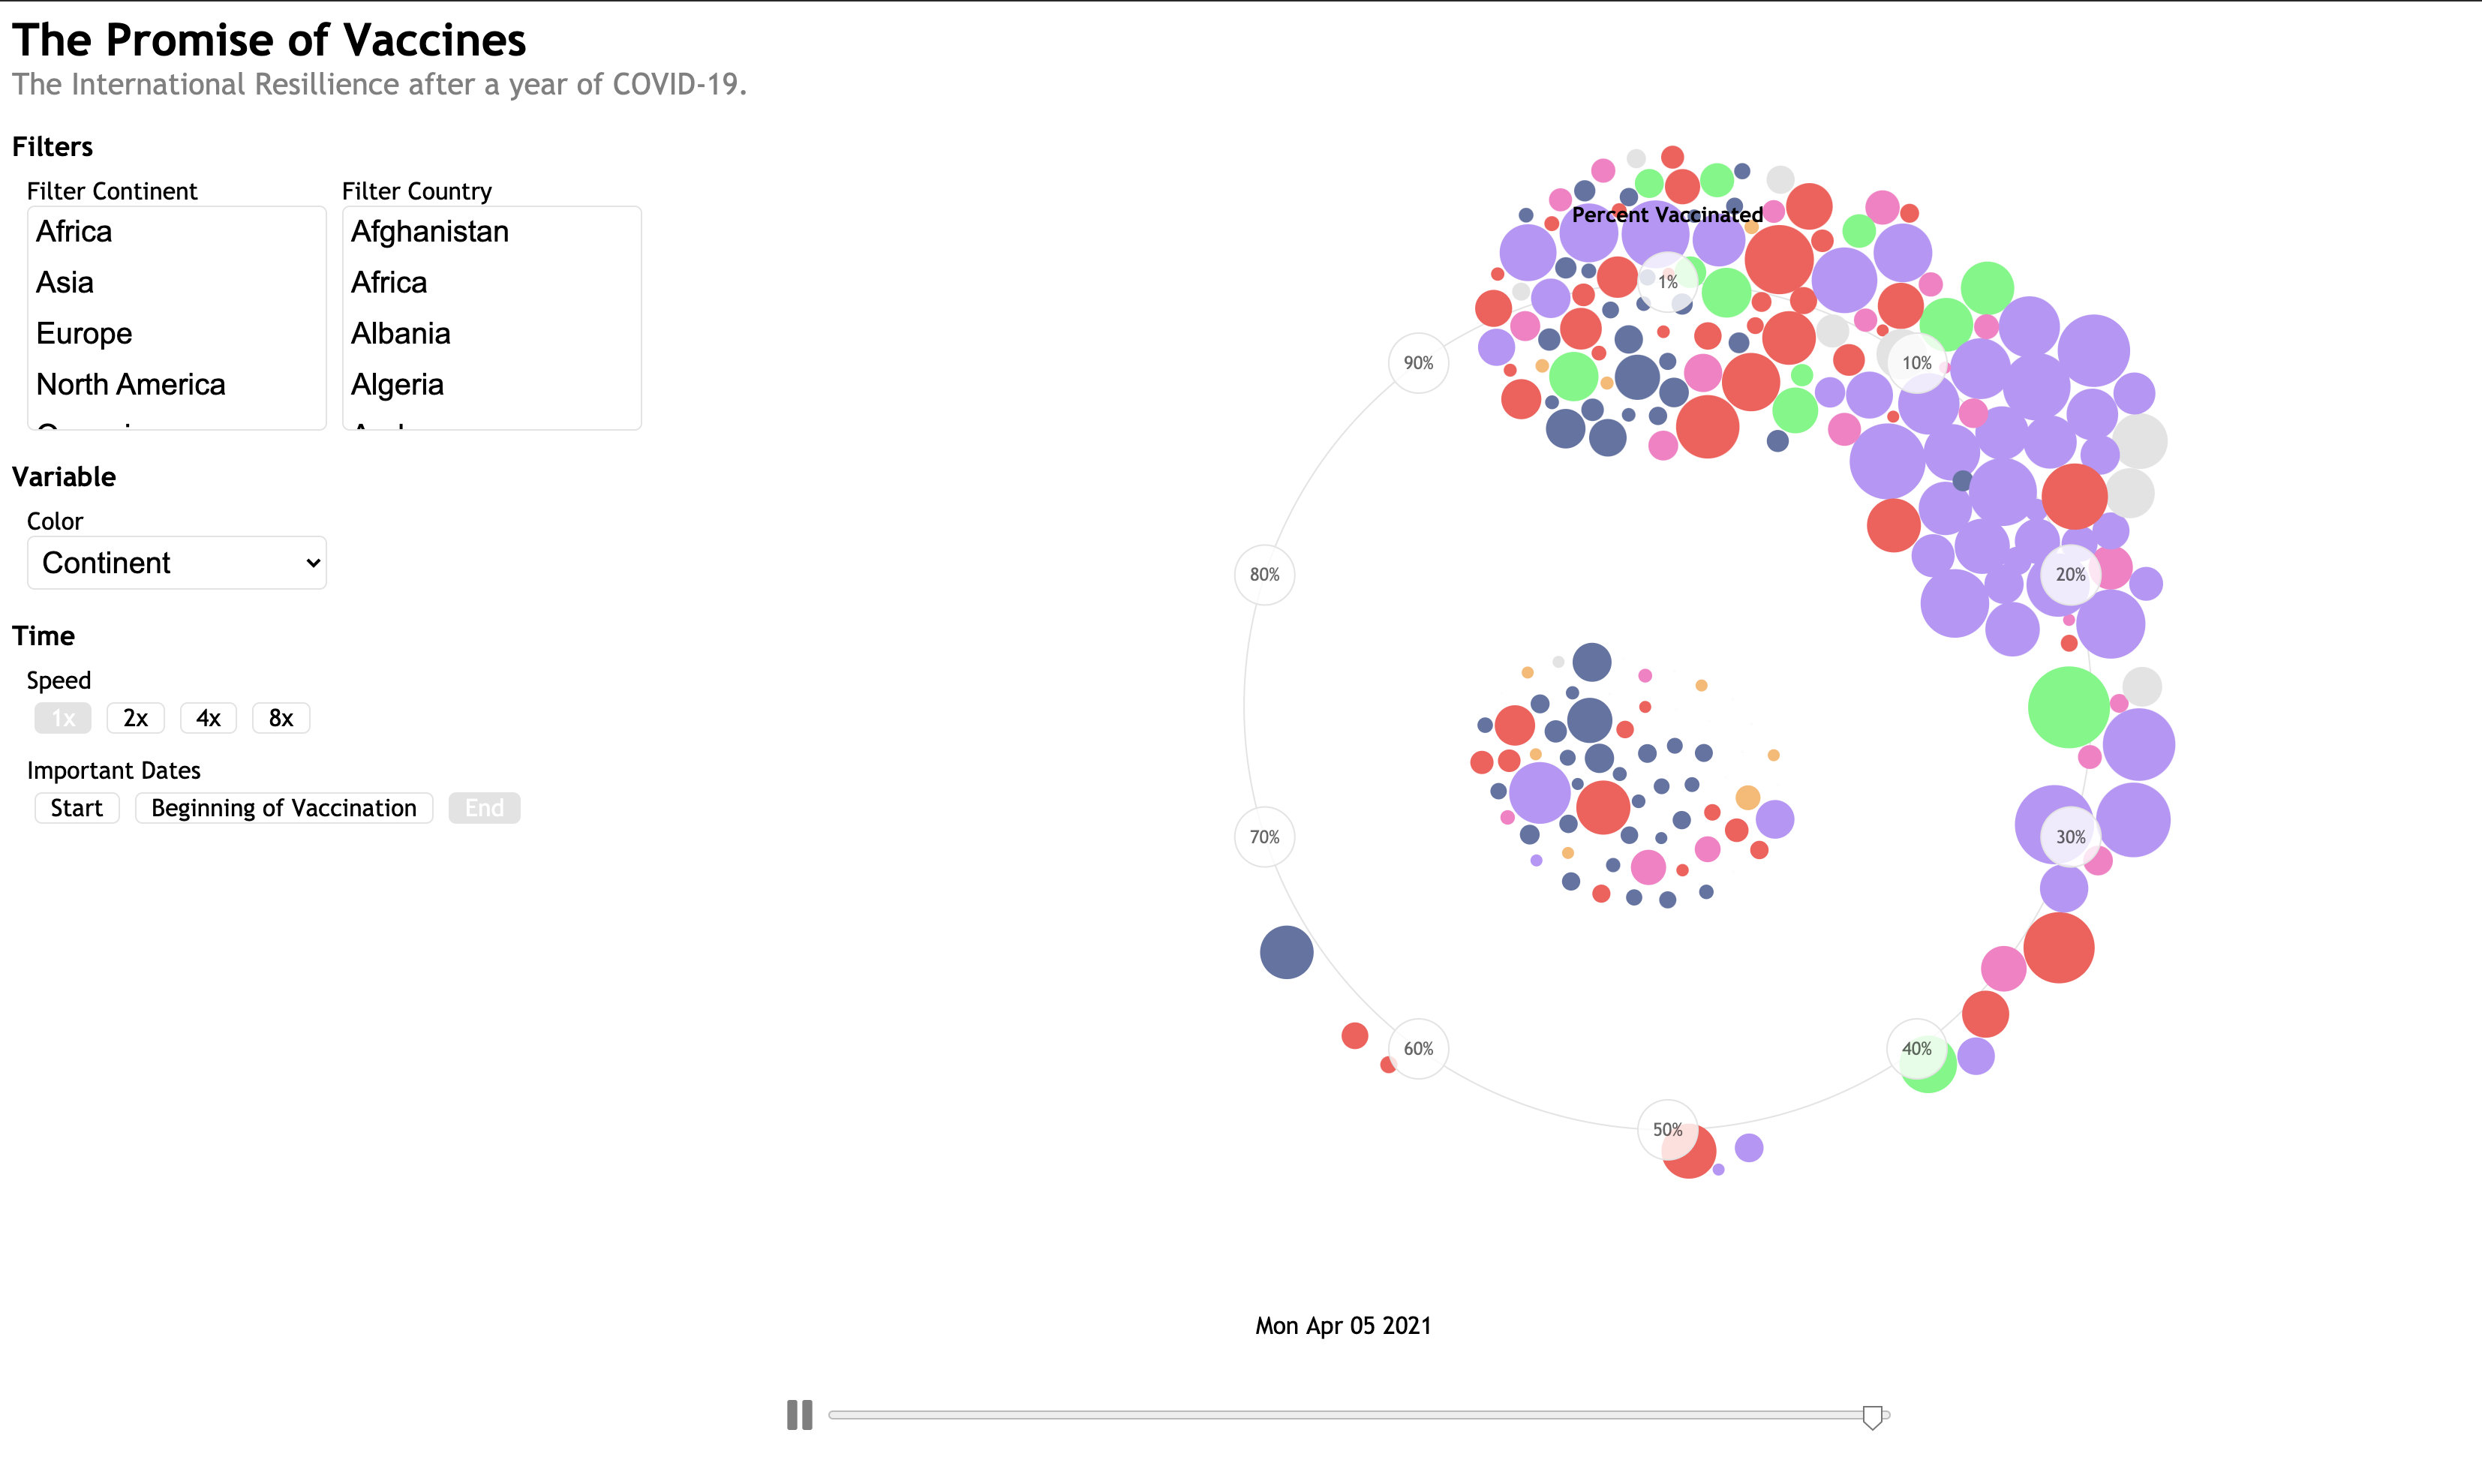 The Promise of Vaccines
The International Resillience after a year of COVID-19.
Filters
Filter Continent
Filter Country
Africa
Asia
Europe
North America
Afghanistan
Africa
Albania
Algeria
Variable
Color
Continent
Time
Speed
1x
2x
4x
8x
Important Dates
Start
Beginning of Vaccination
End
Percent Vaccinated
1%
10%
20%
30%
40%
50%
60%
70%
80%
90%
Mon Apr 05 2021